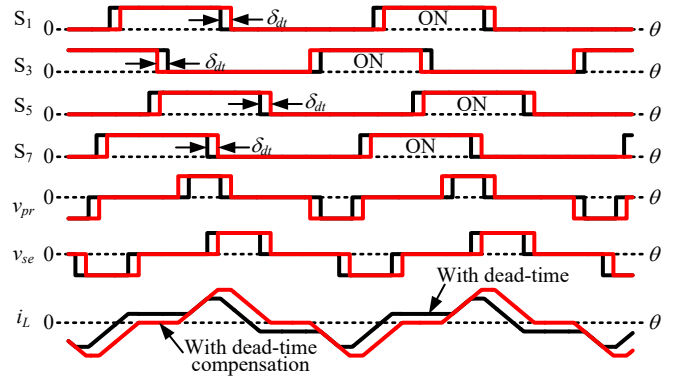 S1 0 ON δdt θ
S3 0 δdt ON θ
S5 0 δdt ON θ
S7 0 δdt ON θ
vpr 0 θ
vse 0 θ
With dead-time
iL 0 θ
With dead-time
compensation